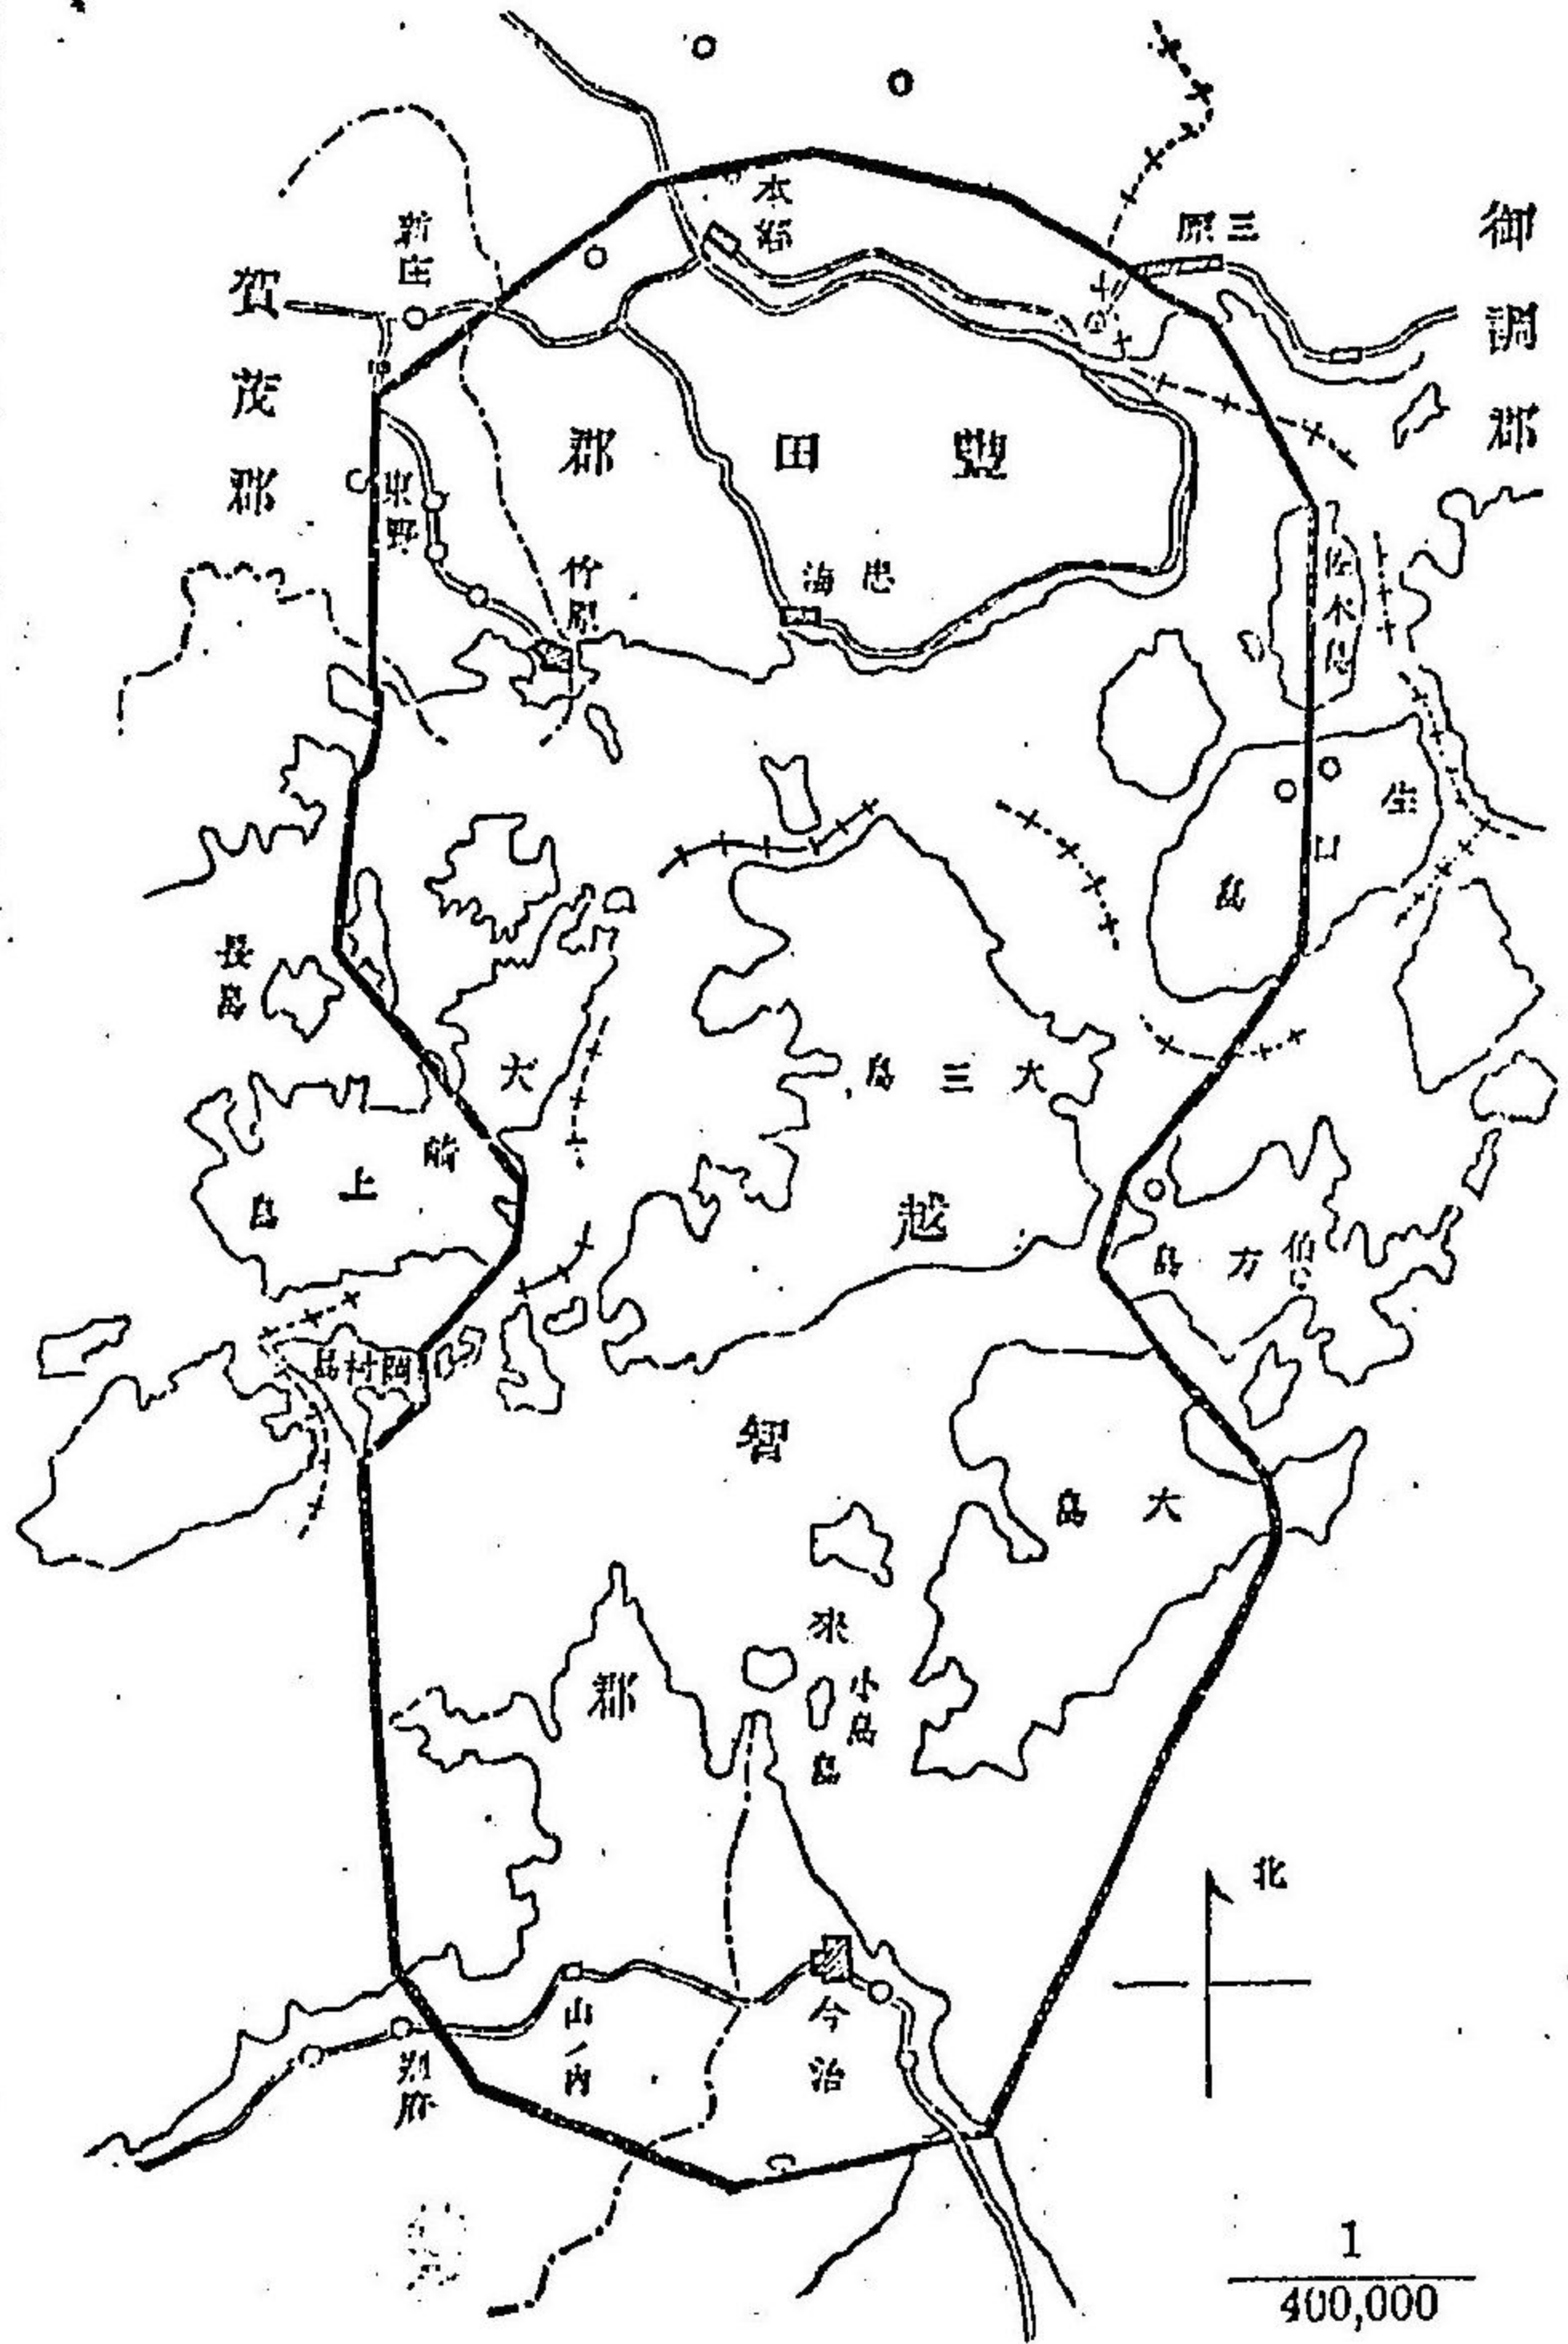 御調郡
三原
本郷
新庄
賀茂郡
豊田郡
東野
竹原
忠海
佐木島
生口島
長島
大崎上島
大三島
越智郡
伯方島
岡村島
大島
来島
小島
北
今治
山ノ内
別府
1
400,000